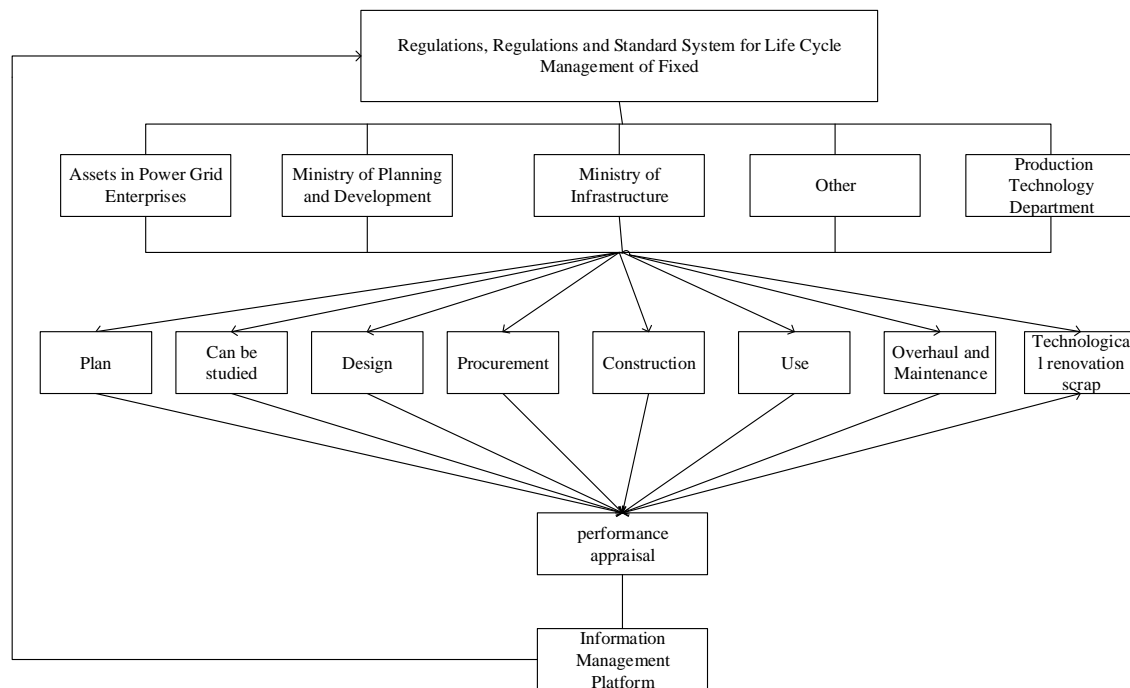 Regulations, Regulations and Standard System for Life Cycle
Management of Fixed
Assets in Power Grid
Enterprises
Ministry of Planning
and Development
Ministry of
Infrastructure
Other
Production
Technology
Department
Plan
Can be
studied
Design
Procurement
Construction
Use
Overhaul and
Maintenance
Technologica
l renovation
scrap
performance
appraisal
Information
Management
Platform